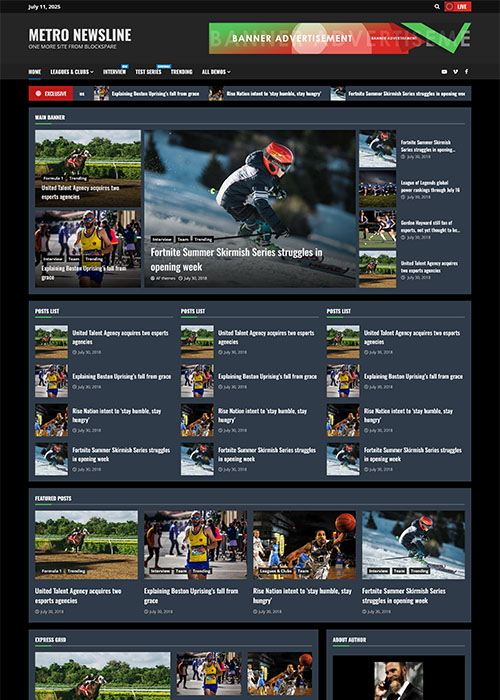 July 11, 2025
LIVE
METRO NEWSLINE
ONE MORE SITE FROM BLOCKSPARE
BANNER ADVERTISEMENT
BANNER ADVERTISEMENT
HOME LEAGUES & CLUBS INTERVIEW TEST SERIES TRENDING ALL DEMOS
EXCLUSIVE
Explaining Boston Uprising's fall from grace
Rise Nation intent to 'stay humble, stay hungry'
Fortnite Summer Skirmish Series struggles in opening wee
MAIN BANNER
Formula 1 Trending
United Talent Agency acquires two
esports agencies
Interview Team Trending
Explaining Boston Uprising's fall from
grace
Interview Team Trending
Fortnite Summer Skirmish Series struggles in
opening week
AF themes July 30, 2018
Fortnite Summer Skirmish
Series struggles in opening...
July 30, 2018
League of Legends global
power rankings through July 16
July 30, 2018
Gordon Hayward still fan of
esports, not yet thought to be...
July 30, 2018
United Talent Agency acquires
two esports agencies
July 30, 2018
POSTS LIST
United Talent Agency acquires two esports
agencies
July 30, 2018
Explaining Boston Uprising's fall from grace
July 30, 2018
Rise Nation intent to 'stay humble, stay
hungry'
July 30, 2018
Fortnite Summer Skirmish Series struggles
in opening week
July 30, 2018
POSTS LIST
United Talent Agency acquires two esports
agencies
July 30, 2018
Explaining Boston Uprising's fall from grace
July 30, 2018
Rise Nation intent to 'stay humble, stay
hungry'
July 30, 2018
Fortnite Summer Skirmish Series struggles
in opening week
July 30, 2018
POSTS LIST
United Talent Agency acquires two esports
agencies
July 30, 2018
Explaining Boston Uprising's fall from grace
July 30, 2018
Rise Nation intent to 'stay humble, stay
hungry'
July 30, 2018
Fortnite Summer Skirmish Series struggles
in opening week
July 30, 2018
FEATURED POSTS
Formula 1 Trending
United Talent Agency acquires two
esports agencies
July 30, 2018
Interview Team Trending
Explaining Boston Uprising's fall from
grace
July 30, 2018
Leagues & Clubs Team
Rise Nation intent to 'stay humble, stay
hungry'
July 30, 2018
Interview Team Trending
Fortnite Summer Skirmish Series
struggles in opening week
July 30, 2018
EXPRESS GRID
ABOUT AUTHOR